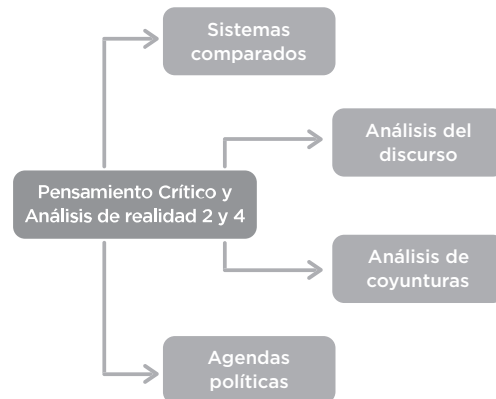 Sistemas
comparados
Análisis del
discurso
Pensamiento Crítico y
Análisis de realidad 2 y 4
Análisis de
coyunturas
Agendas
políticas